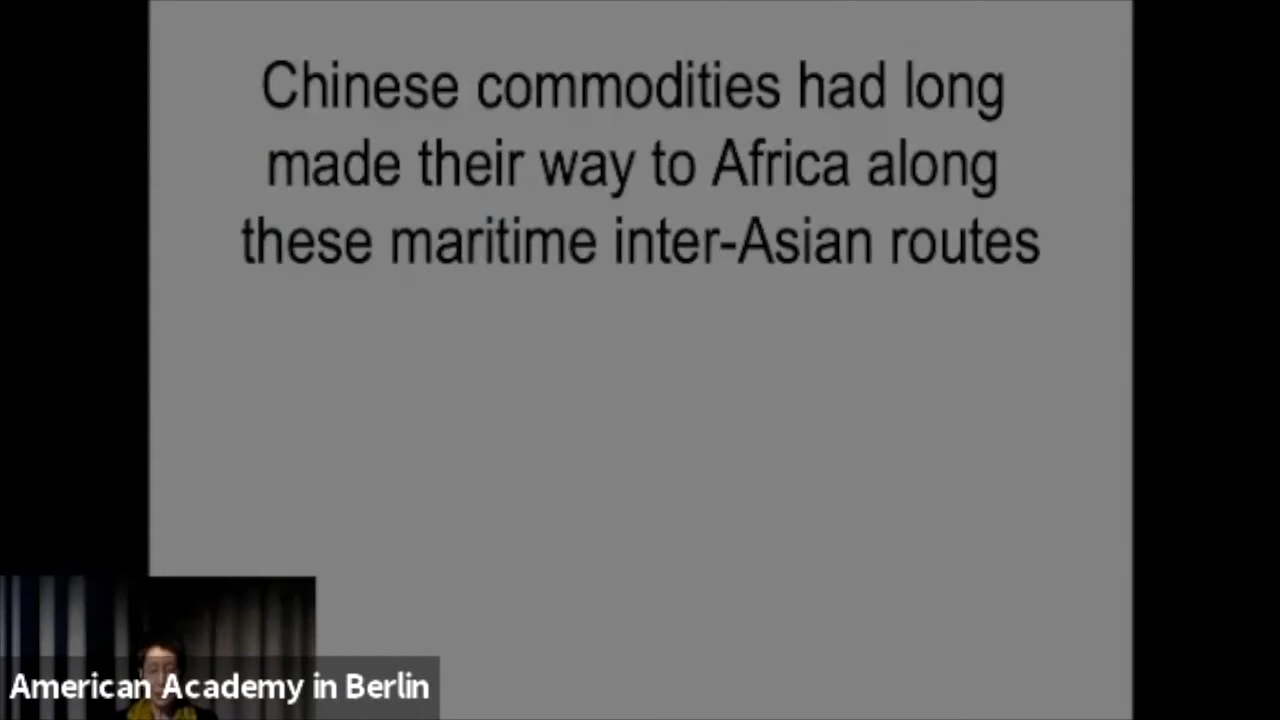 Chinese commodities had long
made their way to Africa along
these maritime inter-Asian routes
American Academy in Berlin